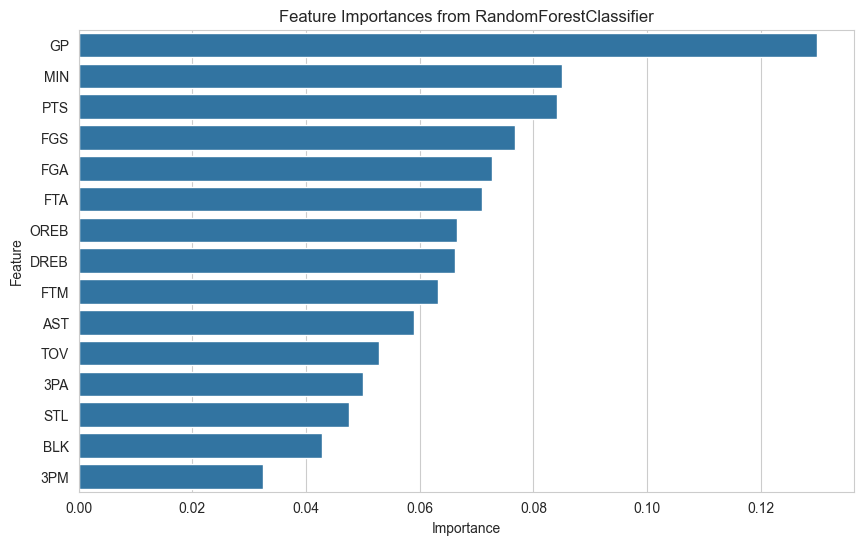 Feature Importances from RandomForestClassifier
GP
MIN
PTS
FGS
FGA
FTA
OREB
DREB
FTM
AST
TOV
3PA
STL
BLK
3PM
Feature
0.00 0.02 0.04 0.06 0.08 0.10 0.12
Importance